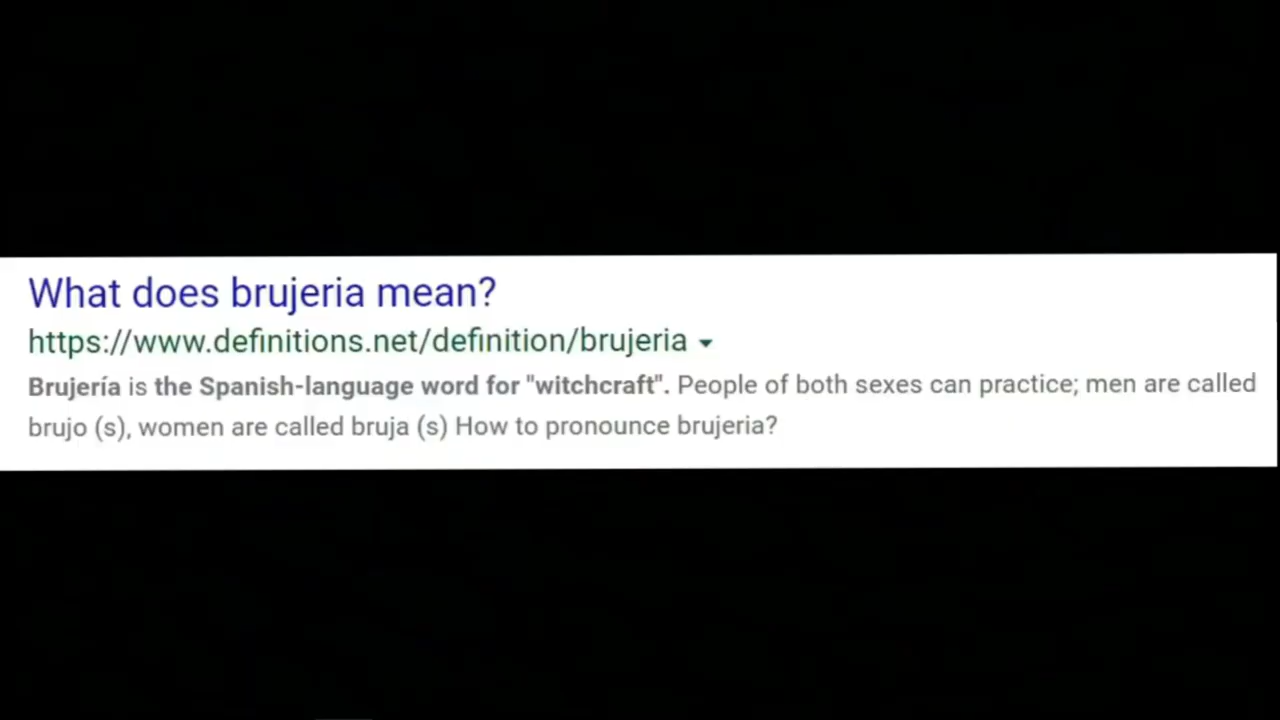 What does brujeria mean?
https://www.definitions.net/definition/brujeria
Brujería is the Spanish-language word for "witchcraft". People of both sexes can practice; men are called
brujo (s), women are called bruja (s) How to pronounce brujeria?